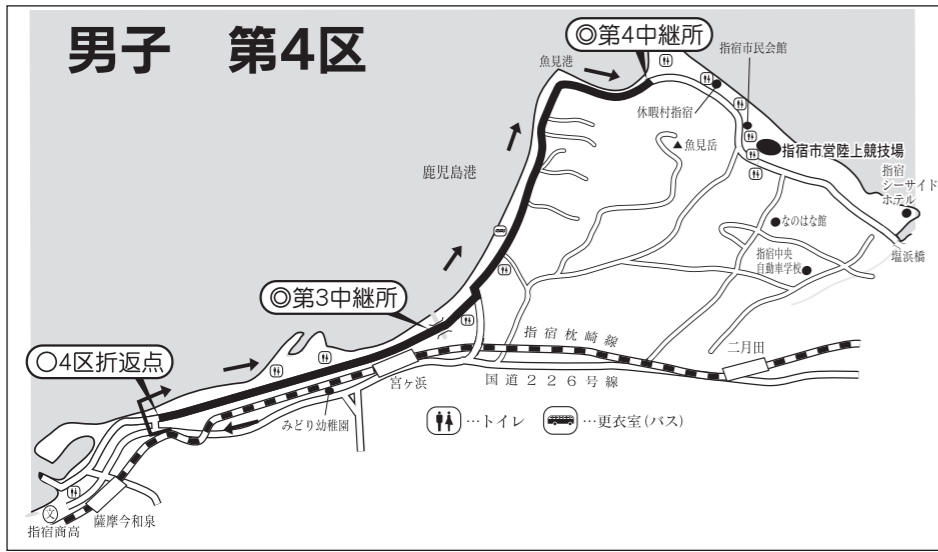 男子　第4区
◎第4中継所
指宿市民会館
魚見港
休暇村指宿
▲魚見岳
指宿市営陸上競技場
鹿児島港
指宿
シーサイド
ホテル
なのはな館
指宿中央
自動車学校
塩浜橋
◎第3中継所
指宿枕崎線
二月田
○4区折返点
宮ヶ浜
国道226号線
みどり幼稚園
…トイレ
…更衣室(バス)
文
指宿商高
薩摩今和泉